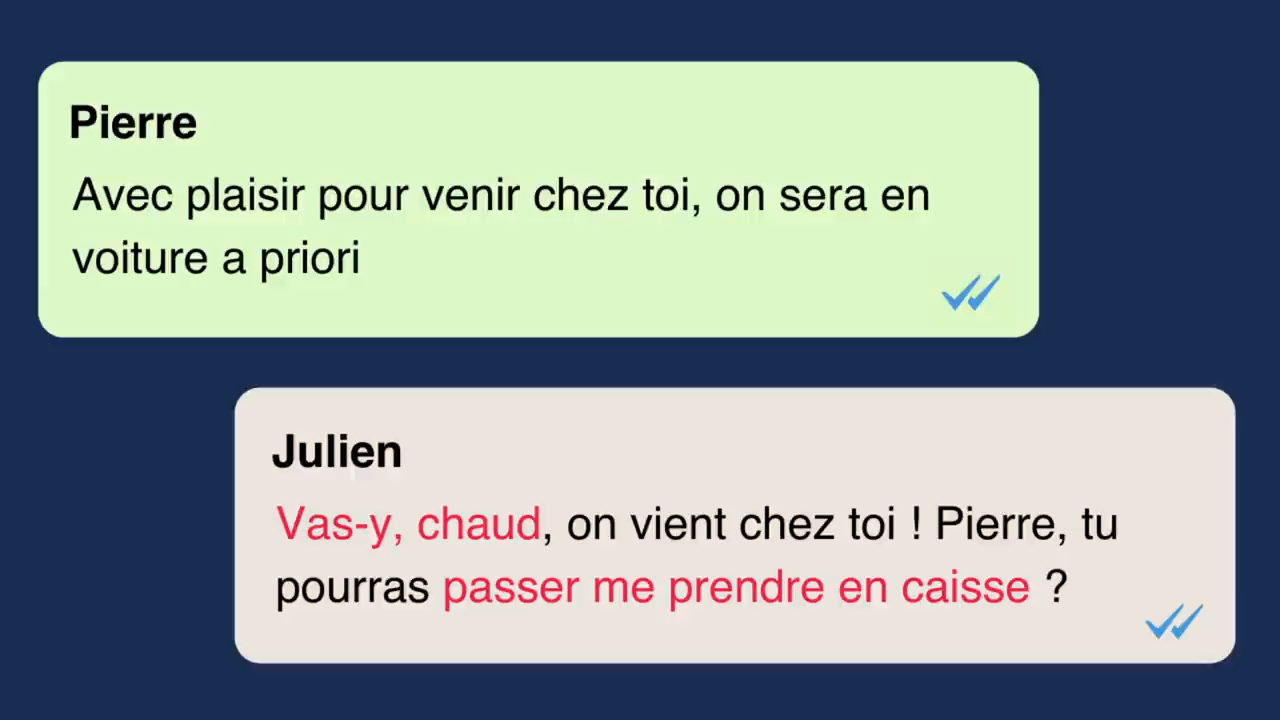 Pierre
Avec plaisir pour venir chez toi, on sera en
voiture a priori
Julien
Vas-y, chaud, on vient chez toi ! Pierre, tu
pourras passer me prendre en caisse ?